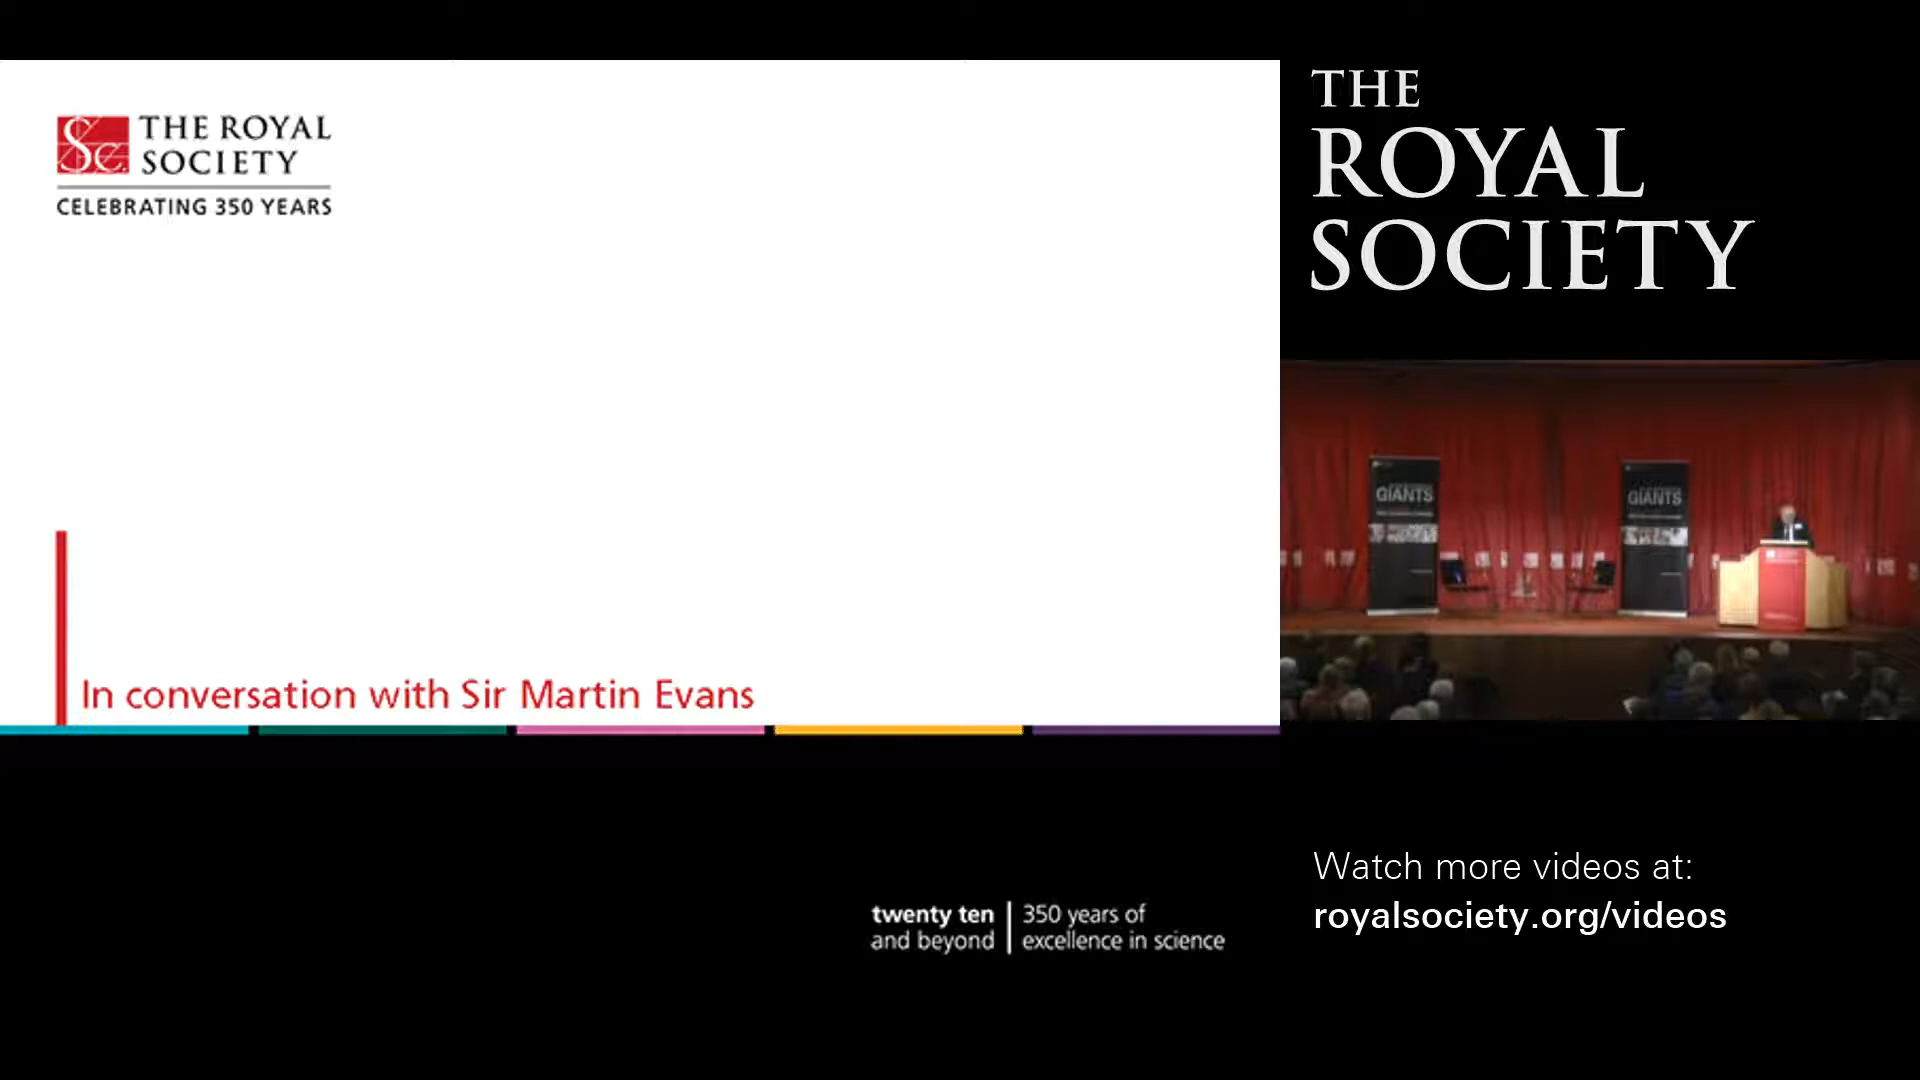 THE ROYAL
SOCIETY
CELEBRATING 350 YEARS
In conversation with Sir Martin Evans
twenty ten
and beyond
350 years of
excellence in science
THE
ROYAL
SOCIETY
GIANTS
GIANTS
Watch more videos at:
royalsociety.org/videos